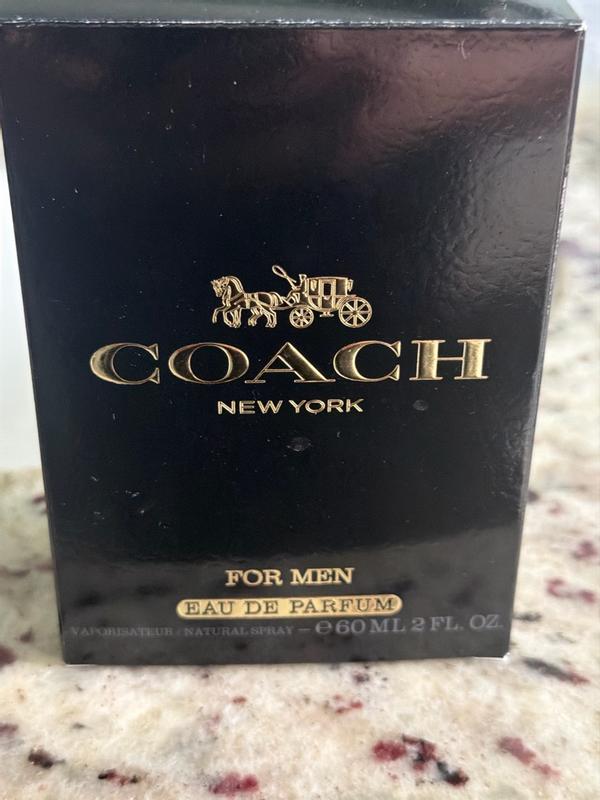 COACH
NEW YORK
FOR MEN
EAU DE PARFUM
VAPORISATEUR / NATURAL SPRAY – ℮ 60 ML 2 FL. OZ.